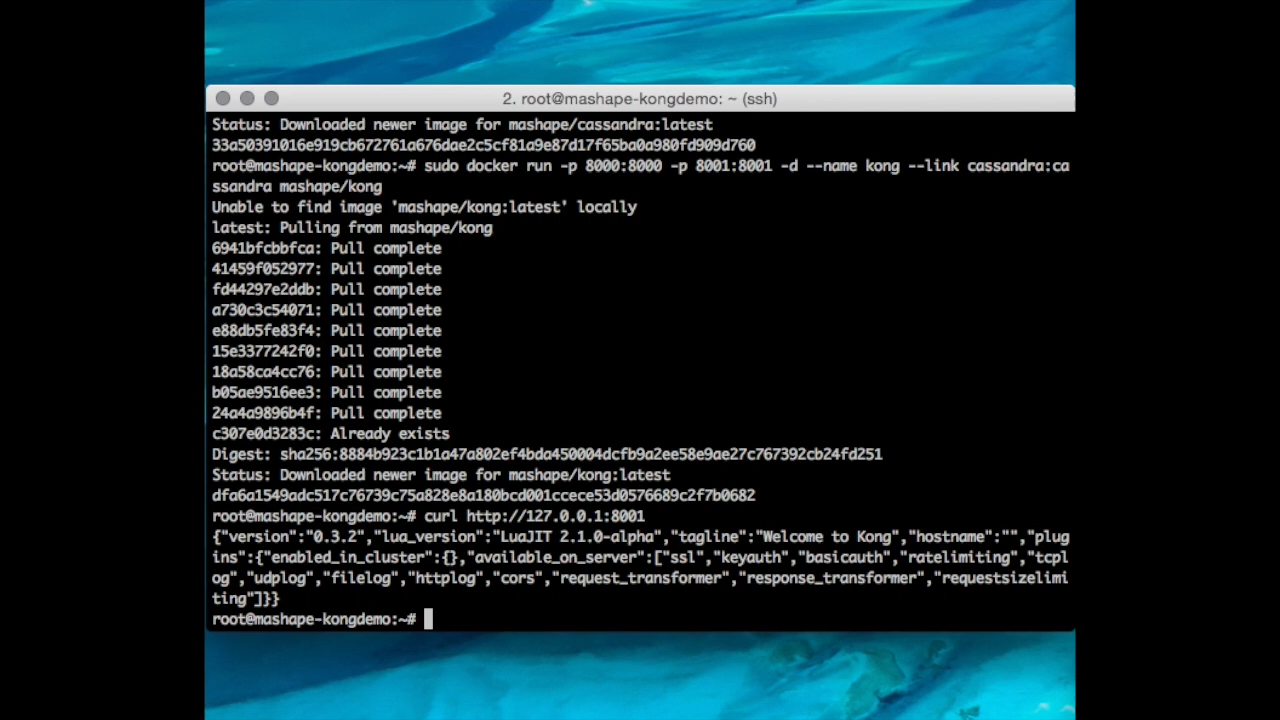 2. root@mashape-kongdemo: ~ (ssh)
Status: Downloaded newer image for mashape/cassandra:latest
33a50391016e919cb672761a676dae2c5cf81a9e87d17f65ba0a980fd909d760
root@mashape-kongdemo:~# sudo docker run -p 8000:8000 -p 8001:8001 -d --name kong --link cassandra:ca
ssandra mashape/kong
Unable to find image 'mashape/kong:latest' locally
latest: Pulling from mashape/kong
6941bfcbbfca: Pull complete
41459f052977: Pull complete
fd44297e2ddb: Pull complete
a730c3c54071: Pull complete
e88db5fe83f4: Pull complete
15e3377242f0: Pull complete
18a58ca4cc76: Pull complete
b05ae9516ee3: Pull complete
24a4a9896b4f: Pull complete
c307e0d3283c: Already exists
Digest: sha256:8884b923c1b1a47a802ef4bda450004dcfb9a2ee58e9ae27c767392cb24fd251
Status: Downloaded newer image for mashape/kong:latest
dfa6a1549adc517c76739c75a828e8a180bcd001ccece53d0576689c2f7b0682
root@mashape-kongdemo:~# curl http://127.0.0.1:8001
{"version":"0.3.2","lua_version":"LuaJIT 2.1.0-alpha","tagline":"Welcome to Kong","hostname":"","plug
ins":{"enabled_in_cluster":{},"available_on_server":["ssl","keyauth","basicauth","ratelimiting","tcpl
og","udplog","filelog","httplog","cors","request_transformer","response_transformer","requestsizelimi
ting"]}}
root@mashape-kongdemo:~#